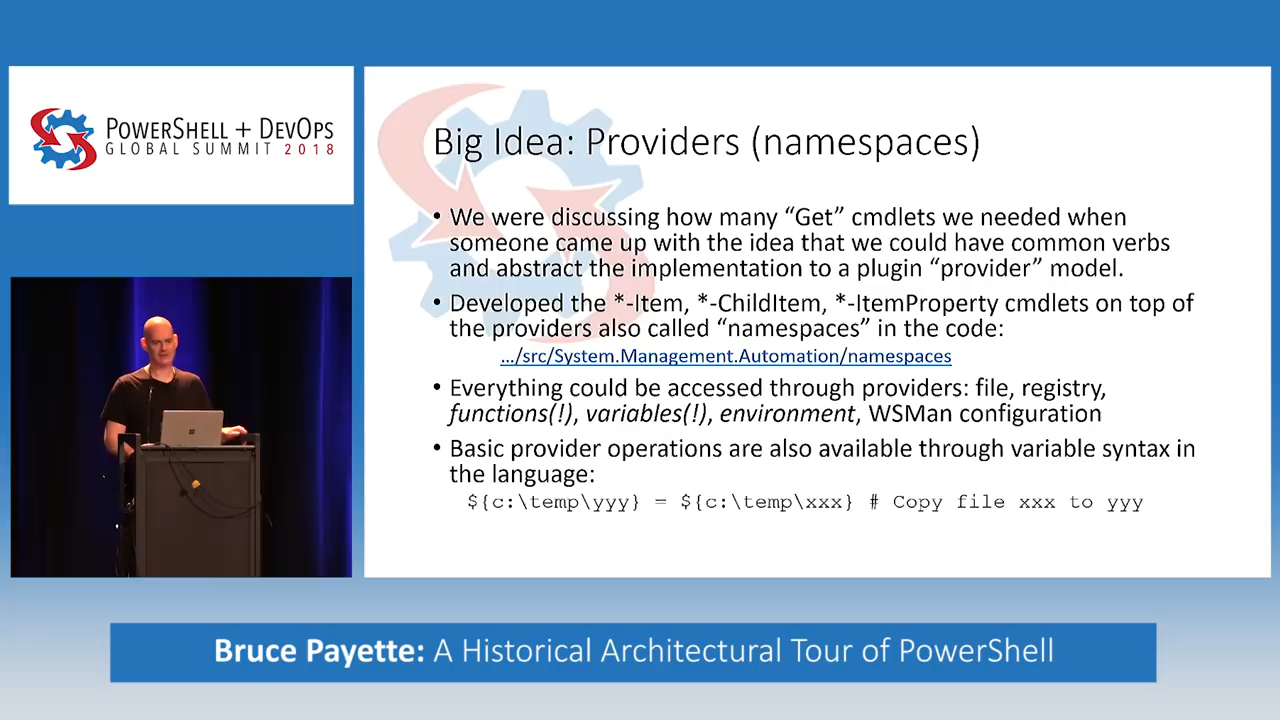 POWERSHELL + DEVOPS
GLOBAL SUMMIT 2018
Big Idea: Providers (namespaces)
• We were discussing how many “Get” cmdlets we needed when
someone came up with the idea that we could have common verbs
and abstract the implementation to a plugin “provider” model.
• Developed the *-Item, *-ChildItem, *-ItemProperty cmdlets on top of
the providers also called “namespaces” in the code:
…/src/System.Management.Automation/namespaces
• Everything could be accessed through providers: file, registry,
functions(!), variables(!), environment, WSMan configuration
• Basic provider operations are also available through variable syntax in
the language:
${c:\temp\yyy} = ${c:\temp\xxx} # Copy file xxx to yyy
Bruce Payette: A Historical Architectural Tour of PowerShell